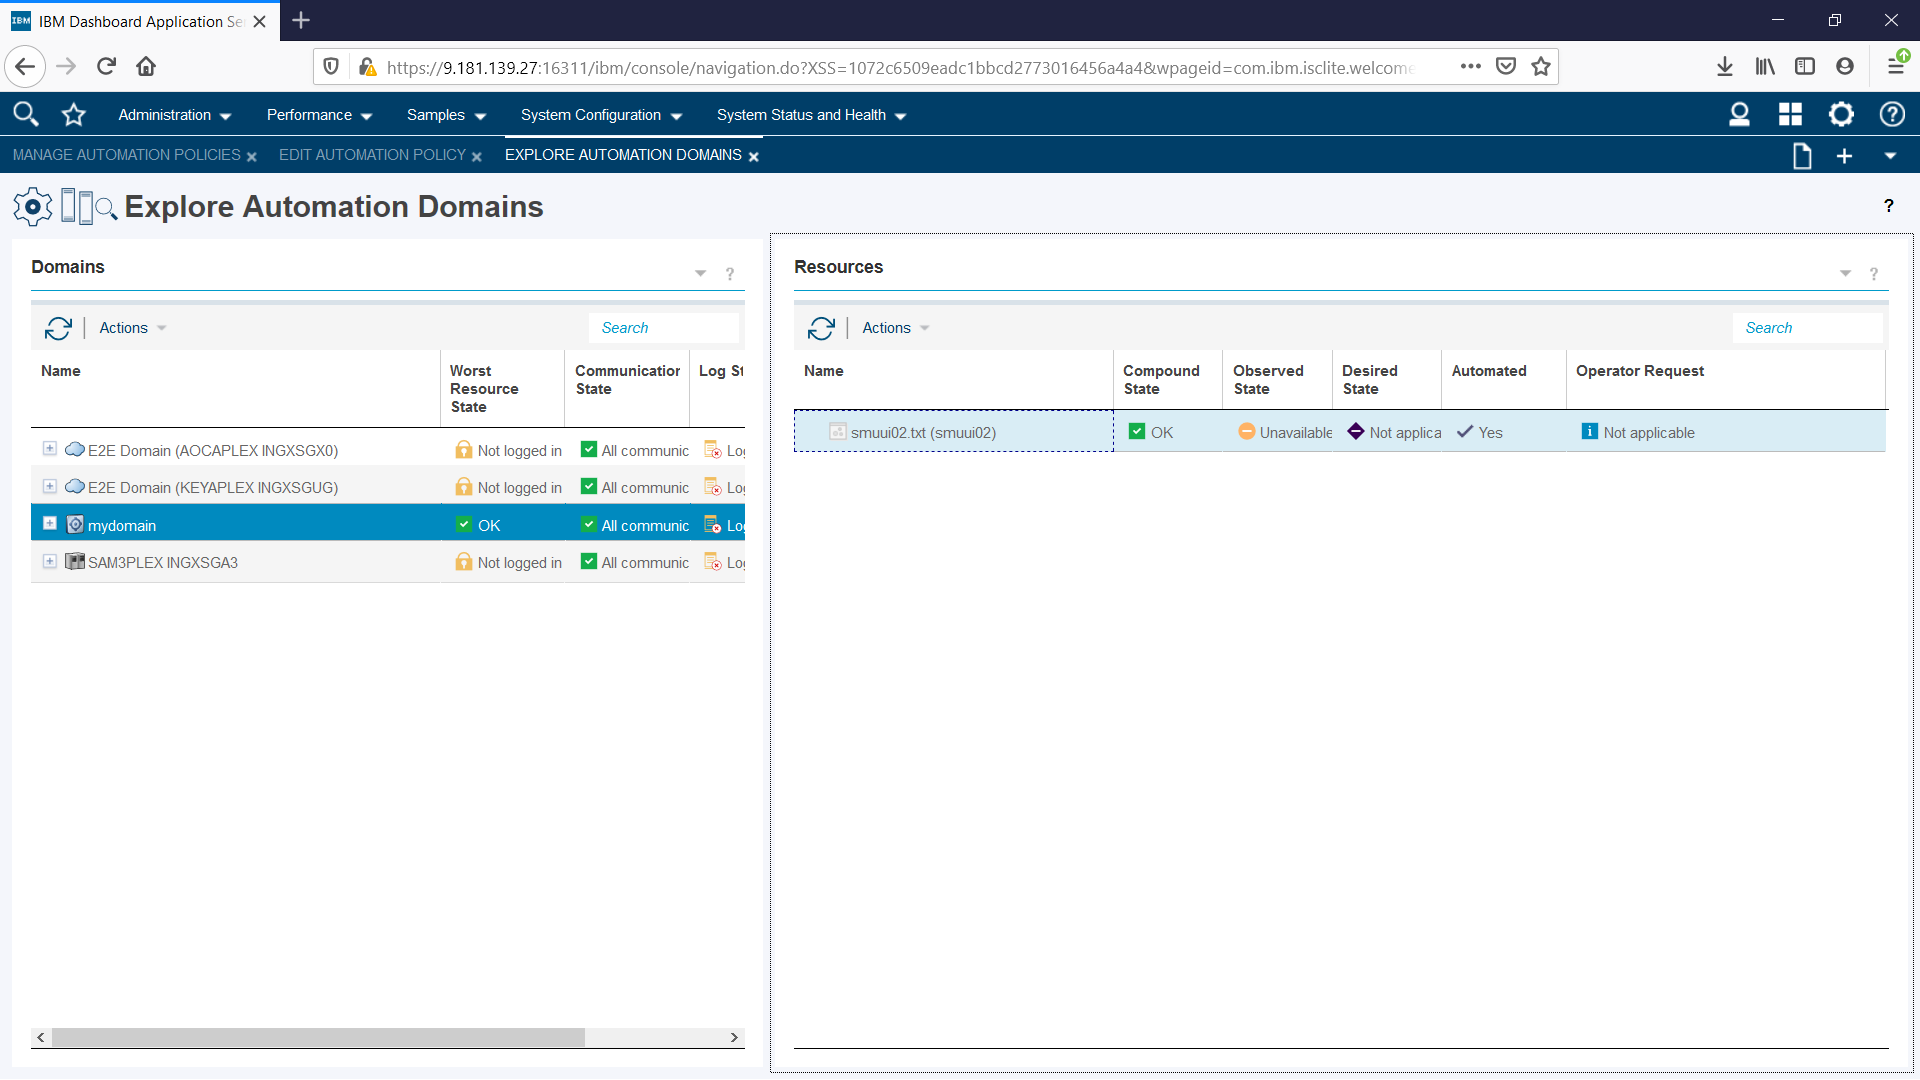 IBM Dashboard Application Se
https://9.181.139.27:16311/ibm/console/navigation.do?XSS=1072c6509eadc1bbcd2773016456a4a4&wpageid=com.ibm.isclite.welcome
Administration Performance Samples System Configuration System Status and Health
MANAGE AUTOMATION POLICIES EDIT AUTOMATION POLICY EXPLORE AUTOMATION DOMAINS
Explore Automation Domains ?
Domains ?
Actions Search
Name Worst Resource State Communication State Log St
E2E Domain (AOCAPLEX INGXSGX0) Not logged in All communic Log
E2E Domain (KEYAPLEX INGXSGUG) Not logged in All communic Log
mydomain OK All communic Log
SAM3PLEX INGXSGA3 Not logged in All communic Log
Resources ?
Actions Search
Name Compound State Observed State Desired State Automated Operator Request
smuui02.txt (smuui02) OK Unavailable Not applica Yes Not applicable